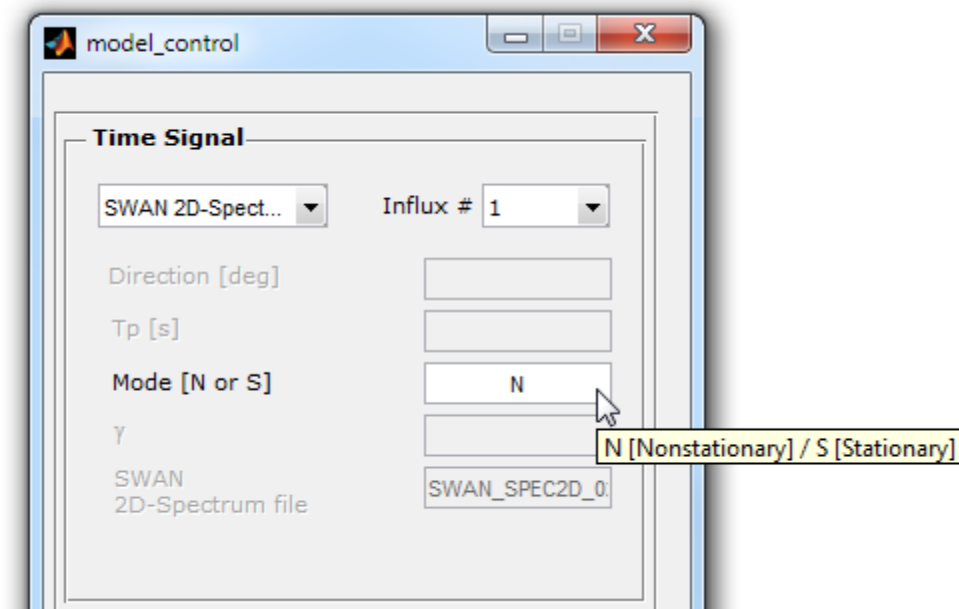 model_control
Time Signal
SWAN 2D-Spect... Influx # 1
Direction [deg]
Tp [s]
Mode [N or S] N
γ
N [Nonstationary] / S [Stationary]
SWAN
2D-Spectrum file SWAN_SPEC2D_0